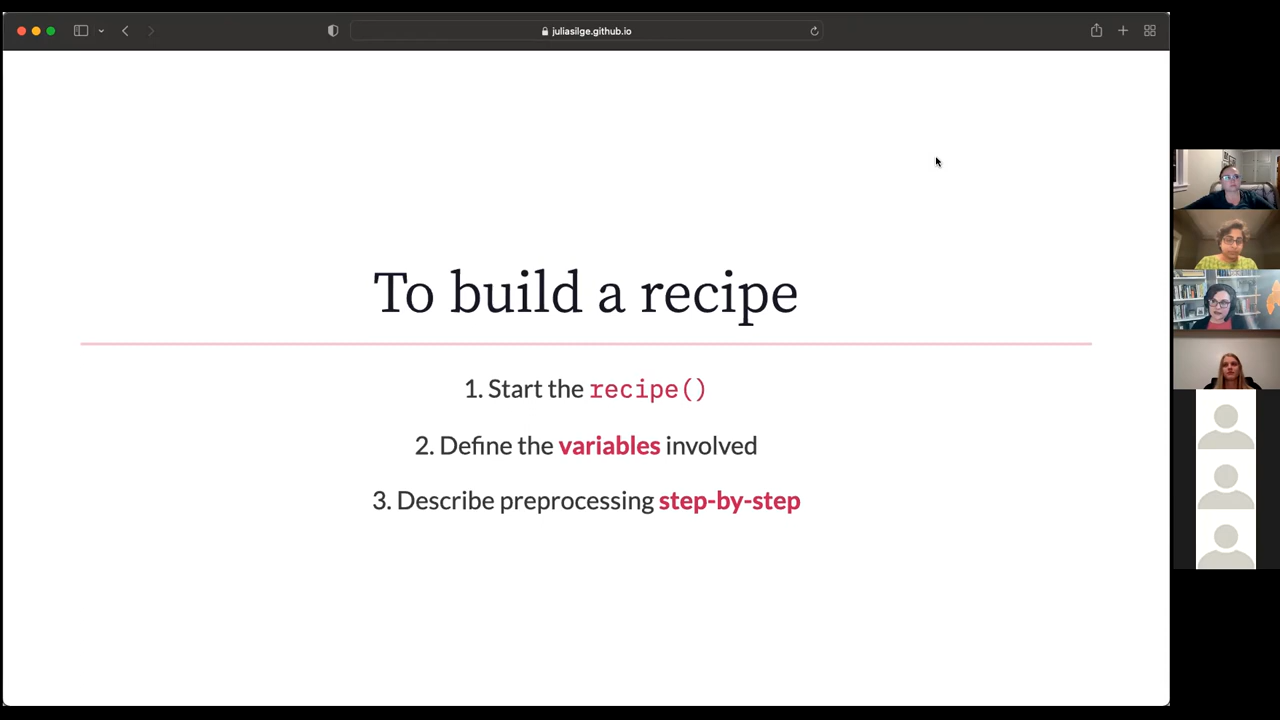 juliasilge.github.io
To build a recipe
1. Start the recipe()
2. Define the variables involved
3. Describe preprocessing step-by-step